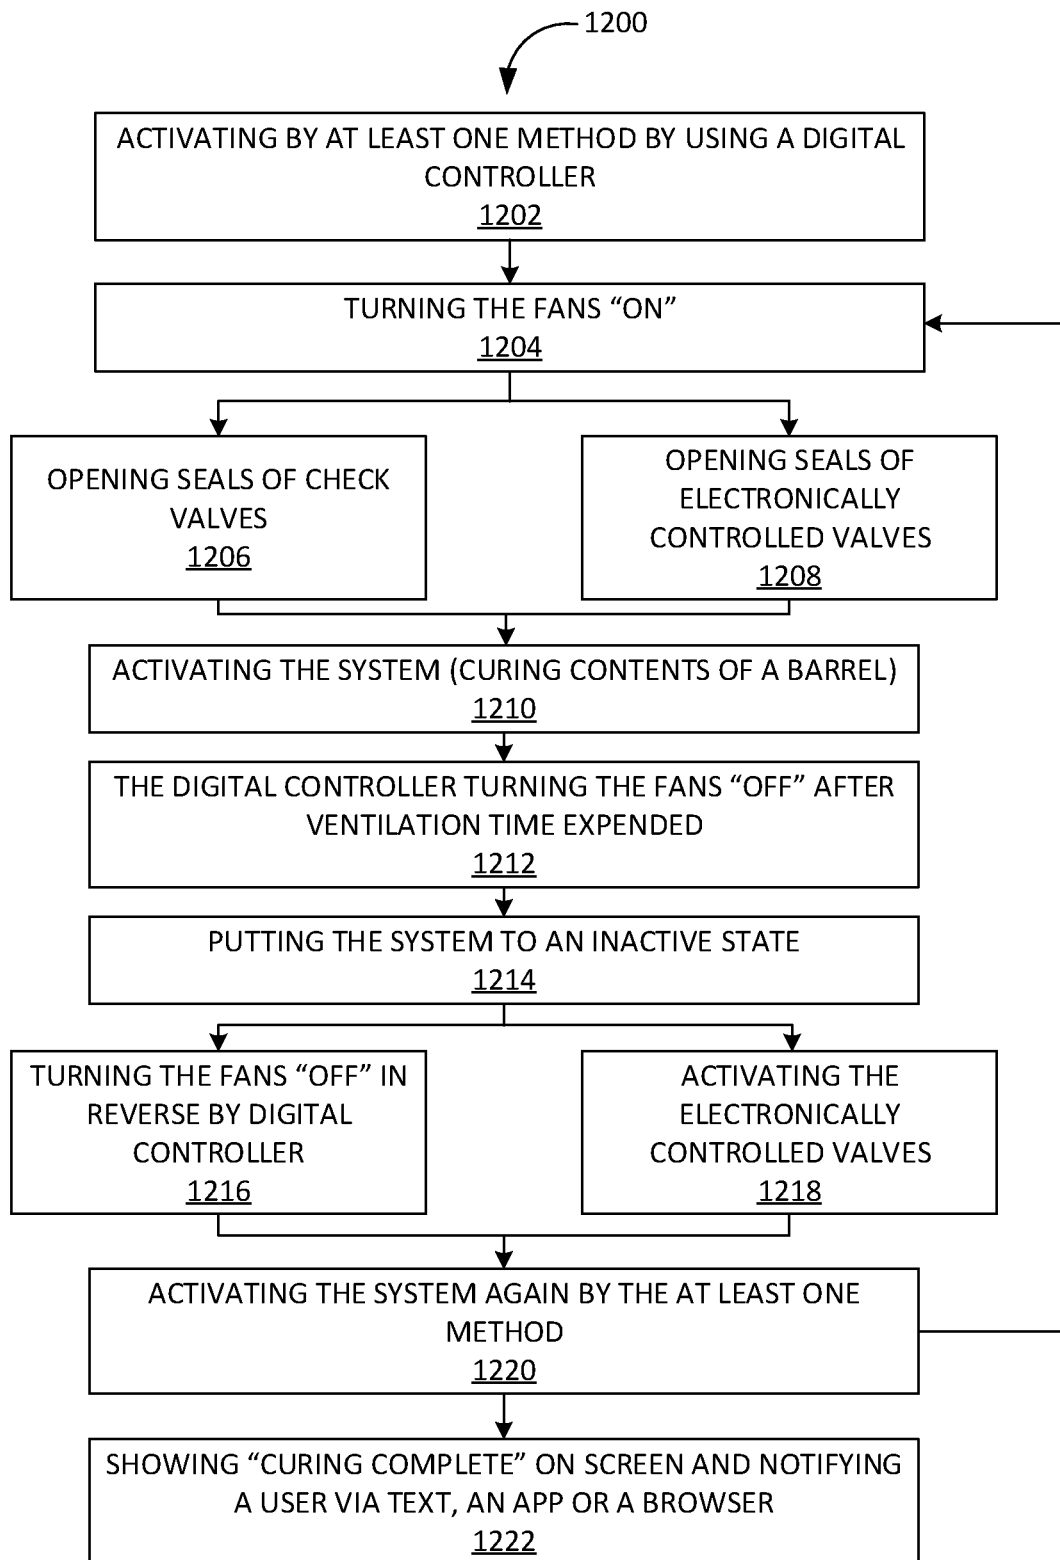 1200
ACTIVATING BY AT LEAST ONE METHOD BY USING A DIGITAL
CONTROLLER
1202
TURNING THE FANS “ON”
1204
OPENING SEALS OF CHECK
VALVES
1206
OPENING SEALS OF
ELECTRONICALLY
CONTROLLED VALVES
1208
ACTIVATING THE SYSTEM (CURING CONTENTS OF A BARREL)
1210
THE DIGITAL CONTROLLER TURNING THE FANS “OFF” AFTER
VENTILATION TIME EXPENDED
1212
PUTTING THE SYSTEM TO AN INACTIVE STATE
1214
TURNING THE FANS “OFF” IN
REVERSE BY DIGITAL
CONTROLLER
1216
ACTIVATING THE
ELECTRONICALLY
CONTROLLED VALVES
1218
ACTIVATING THE SYSTEM AGAIN BY THE AT LEAST ONE
METHOD
1220
SHOWING “CURING COMPLETE” ON SCREEN AND NOTIFYING
A USER VIA TEXT, AN APP OR A BROWSER
1222